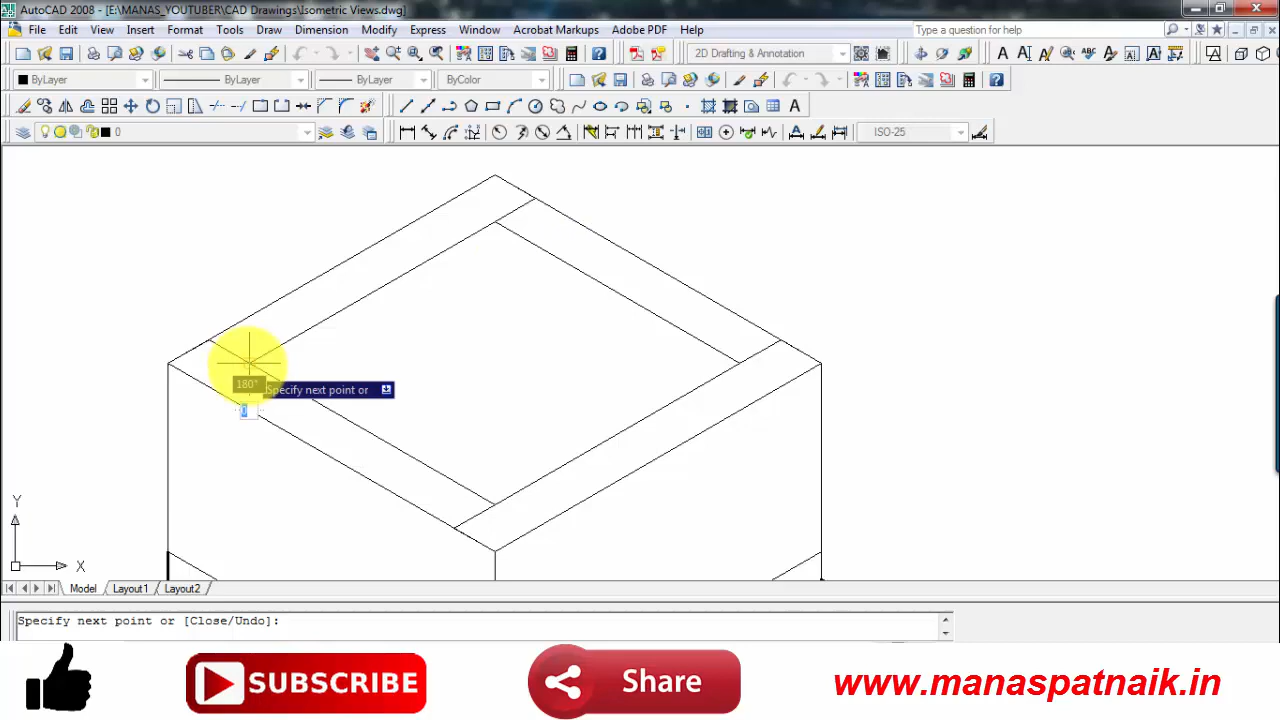 AutoCAD 2008 - [E:\MANAS_YOUTUBER\CAD Drawings\Isometric Views.dwg]
File Edit View Insert Format Tools Draw Dimension Modify Express Window Acrobat Markups Adobe PDF Help Type a question for help
2D Drafting & Annotation
ByLayer ByLayer ByLayer ByColor
0 ISO-25
180° Specify next point or
0
Y
X
Model Layout1 Layout2
Specify next point or [Close/Undo]:
SUBSCRIBE Share www.manaspatnaik.in